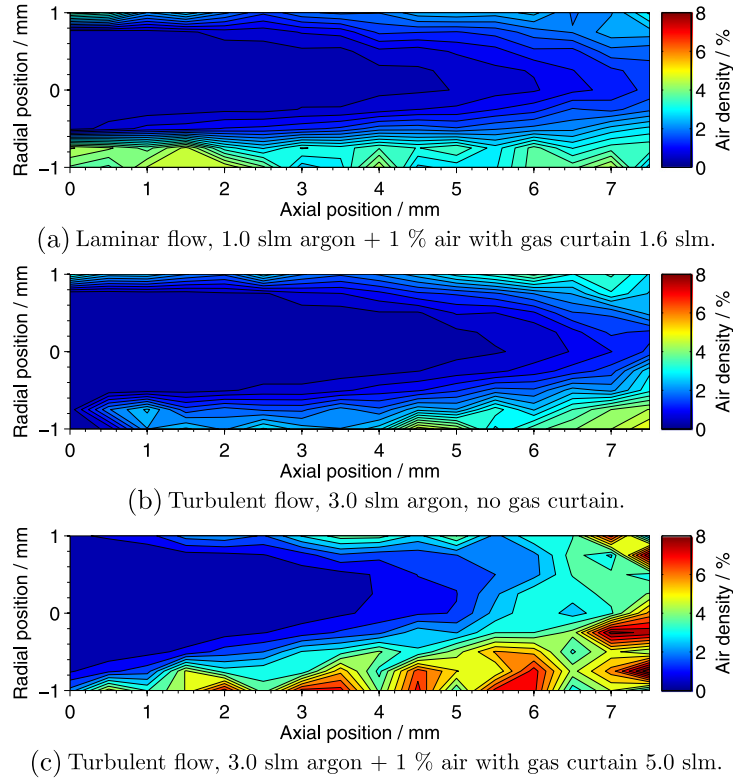 1
0
−1
Radial position / mm
0 1 2 3 4 5 6 7
Axial position / mm
8
6
4
2
0
Air density / %
(a) Laminar flow, 1.0 slm argon + 1 % air with gas curtain 1.6 slm.
1
0
−1
Radial position / mm
0 1 2 3 4 5 6 7
Axial position / mm
8
6
4
2
0
Air density / %
(b) Turbulent flow, 3.0 slm argon, no gas curtain.
1
0
−1
Radial position / mm
0 1 2 3 4 5 6 7
Axial position / mm
8
6
4
2
0
Air density / %
(c) Turbulent flow, 3.0 slm argon + 1 % air with gas curtain 5.0 slm.